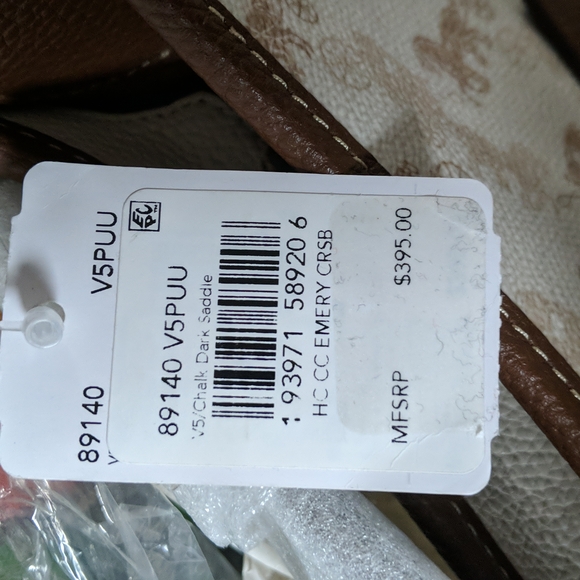 89140 V5PUU
EPC™
89140 V5PUU
V5/Chalk Dark Saddle
1 93971 58920 6
HC CC EMERY CRSB
MFSRP $395.00